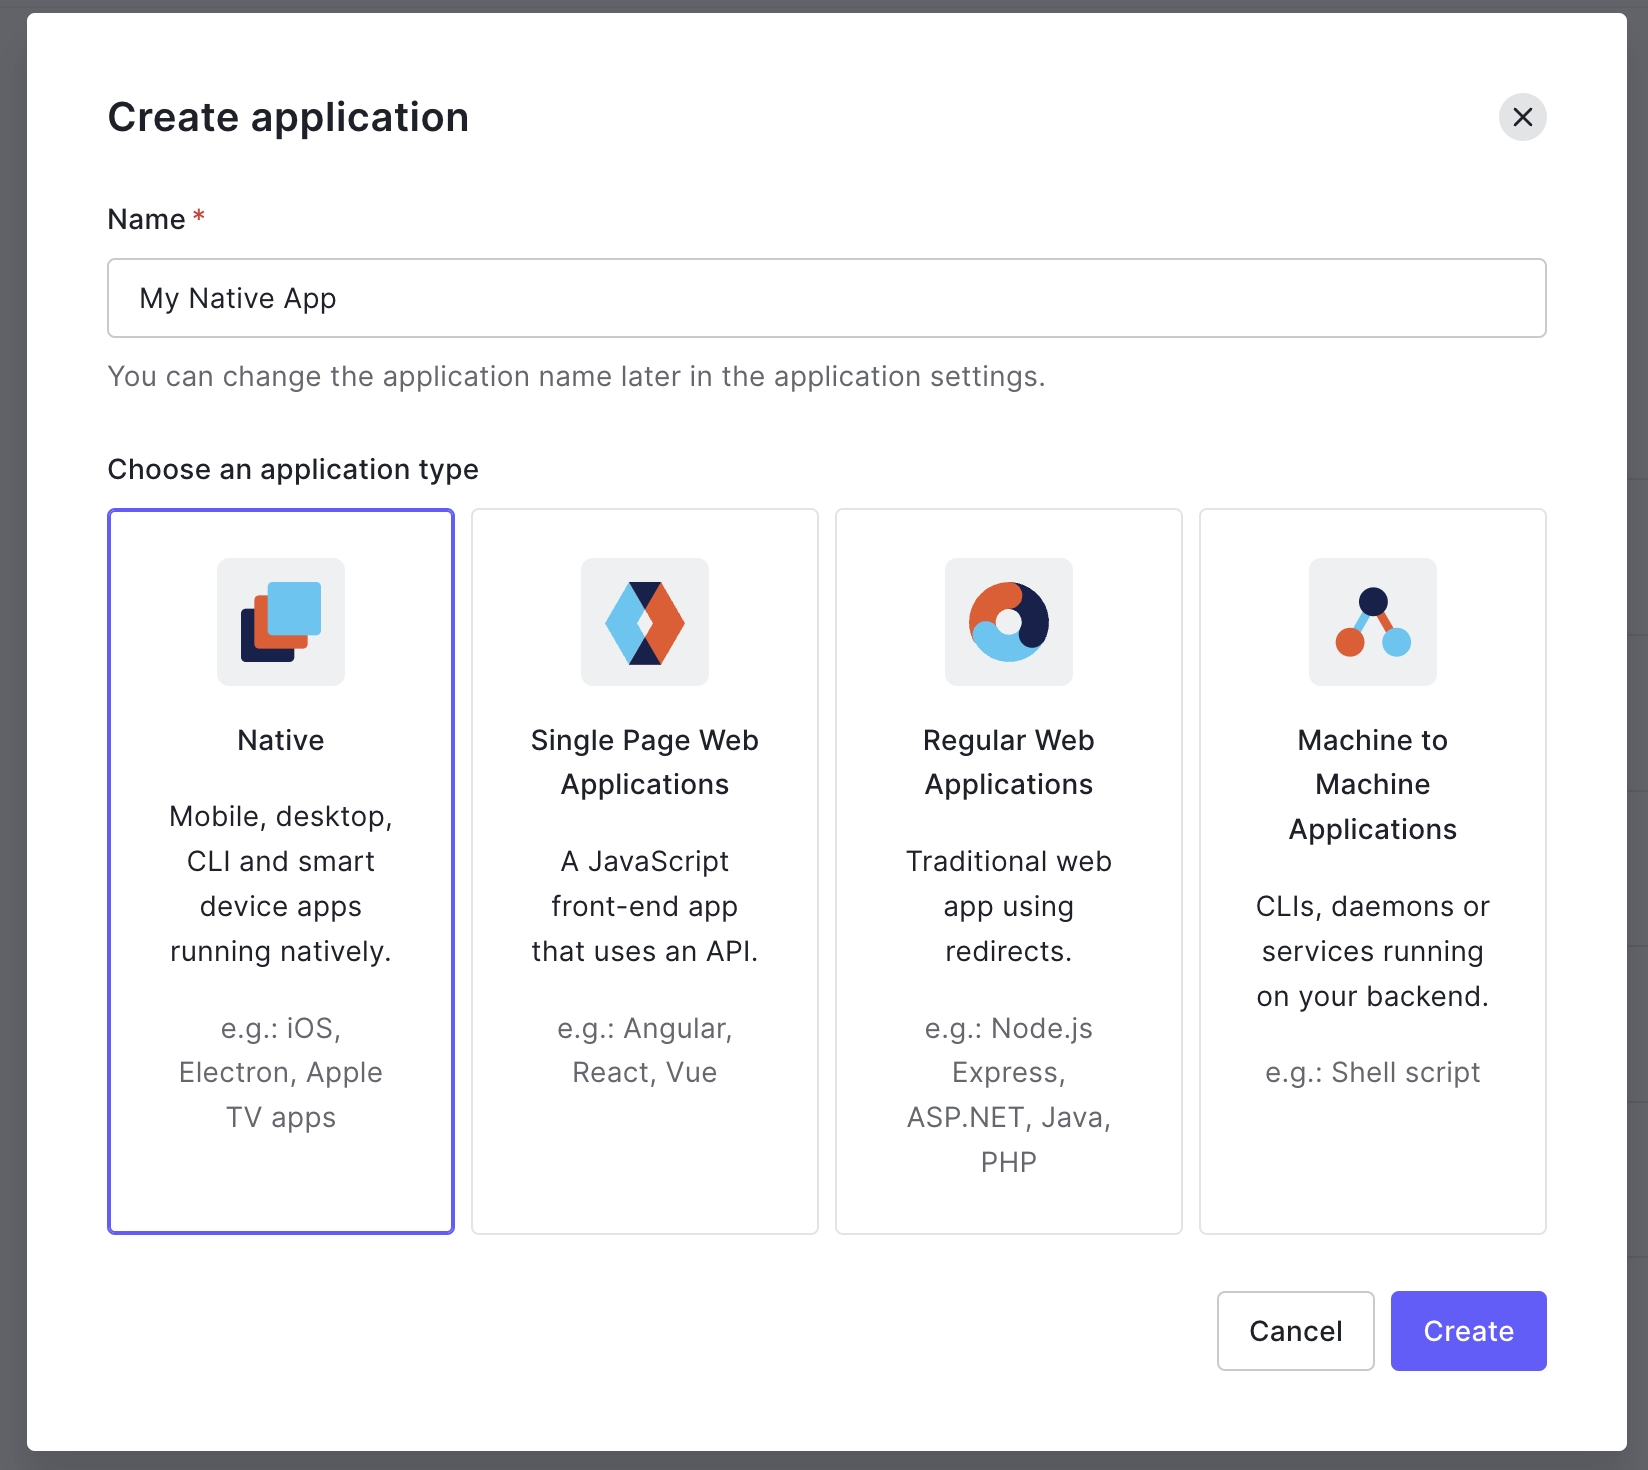 Create application
Name *
My Native App
You can change the application name later in the application settings.
Choose an application type
Native
Mobile, desktop,
CLI and smart
device apps
running natively.
e.g.: iOS,
Electron, Apple
TV apps
Single Page Web
Applications
A JavaScript
front-end app
that uses an API.
e.g.: Angular,
React, Vue
Regular Web
Applications
Traditional web
app using
redirects.
e.g.: Node.js
Express,
ASP.NET, Java,
PHP
Machine to
Machine
Applications
CLIs, daemons or
services running
on your backend.
e.g.: Shell script
Cancel
Create